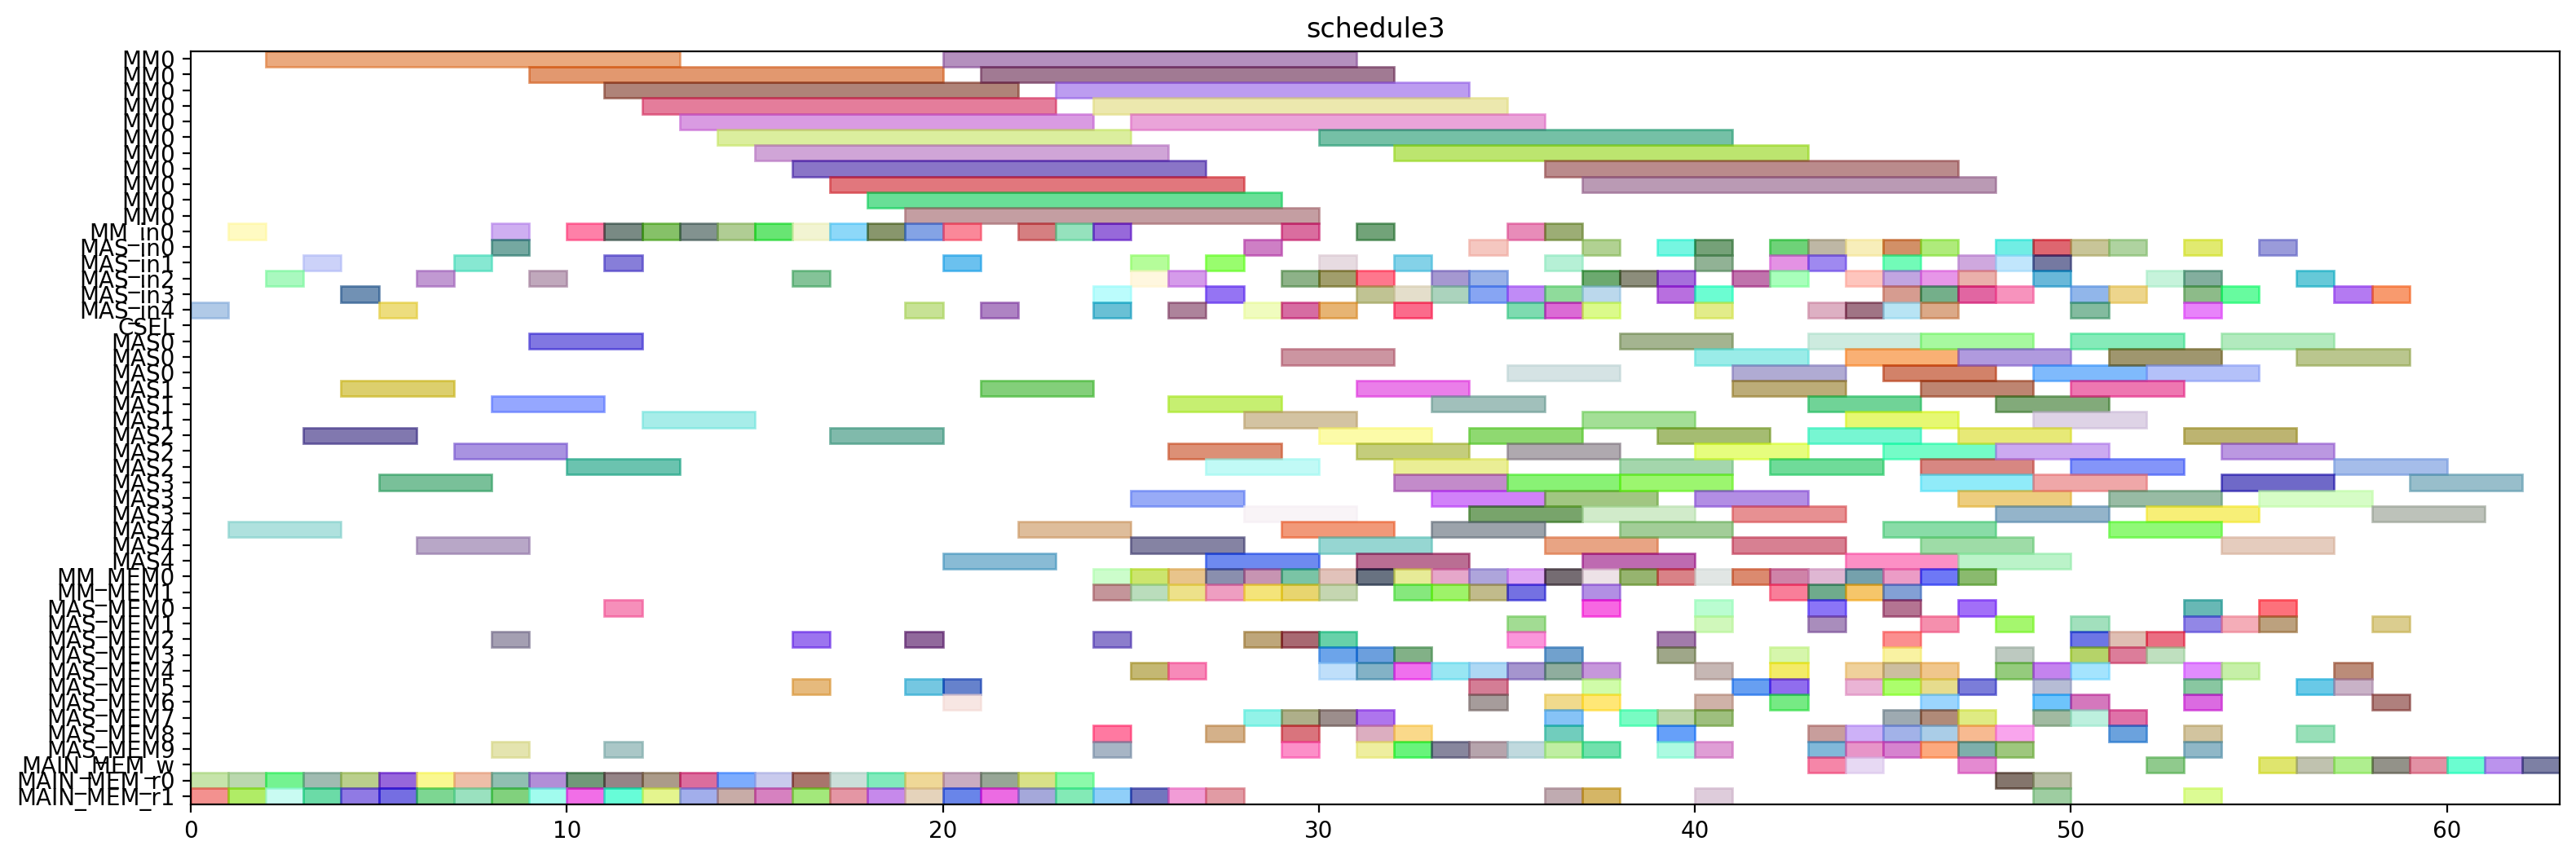 schedule3
MM0
MM0
MM0
MM0
MM0
MM0
MM0
MM0
MM0
MM0
MM0
MM_in0
MAS_in0
MAS_in1
MAS_in2
MAS_in3
MAS_in4
CSEL
MAS0
MAS0
MAS0
MAS1
MAS1
MAS1
MAS2
MAS2
MAS2
MAS3
MAS3
MAS3
MAS4
MAS4
MAS4
MM_MEM0
MM_MEM1
MAS_MEM0
MAS_MEM1
MAS_MEM2
MAS_MEM3
MAS_MEM4
MAS_MEM5
MAS_MEM6
MAS_MEM7
MAS_MEM8
MAS_MEM9
MAIN_MEM_w
MAIN_MEM_r0
MAIN_MEM_r1
0 10 20 30 40 50 60